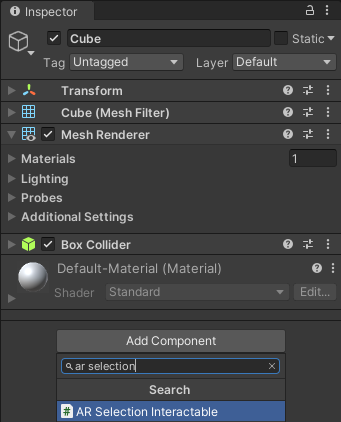 Inspector
Cube Static
Tag Untagged Layer Default
Transform
Cube (Mesh Filter)
Mesh Renderer
Materials 1
Lighting
Probes
Additional Settings
Box Collider
Default-Material (Material)
Shader Standard Edit...
Add Component
ar selection
Search
AR Selection Interactable